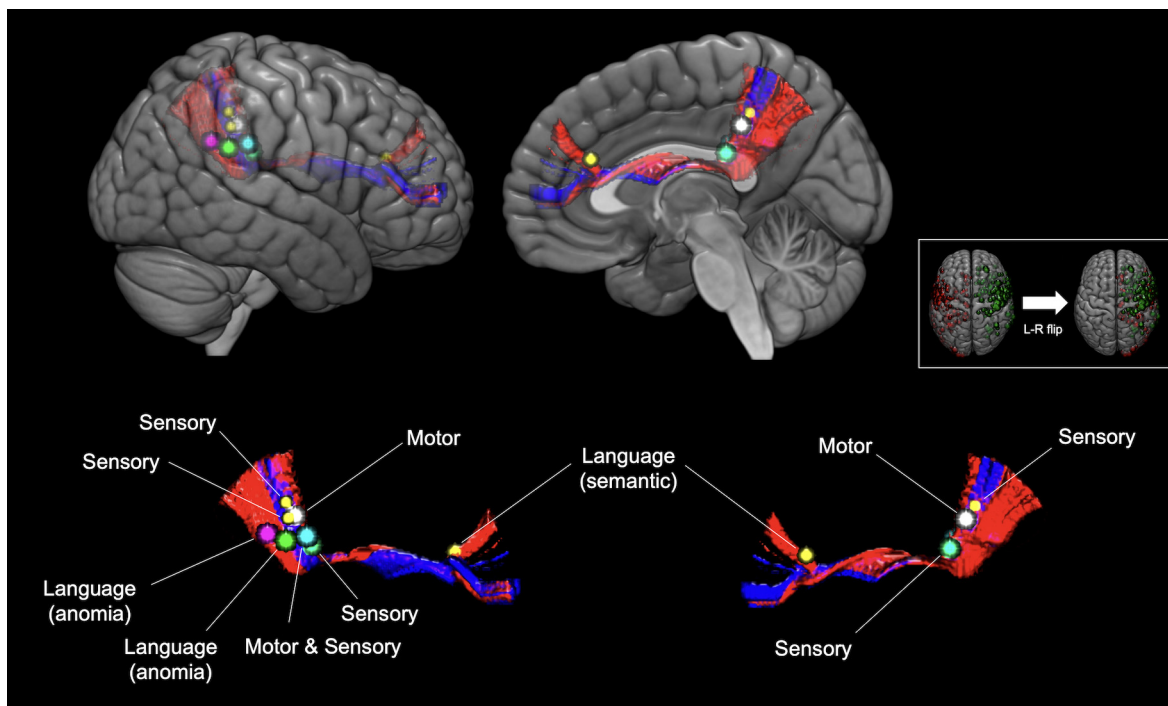 L-R flip
Sensory
Sensory
Motor
Language
(semantic)
Motor
Sensory
Language
(anomia)
Language
(anomia)
Motor & Sensory
Sensory
Sensory